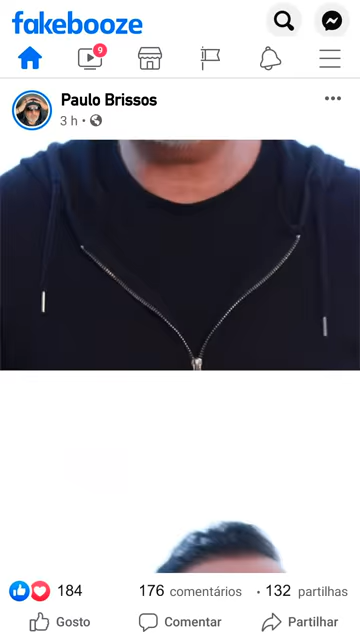 fakebooze
9
Paulo Brissos
3 h •
184
176 comentários • 132 partilhas
Gosto
Comentar
Partilhar